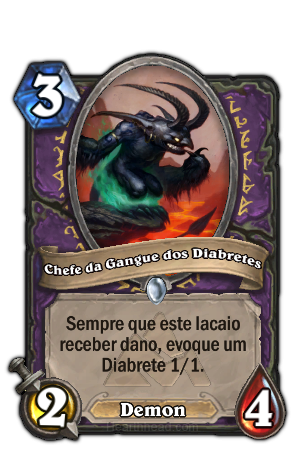 3
Chefe da Gangue dos Diabretes
Sempre que este lacaio
receber dano, evoque um
Diabrete 1/1.
2
Demon
4